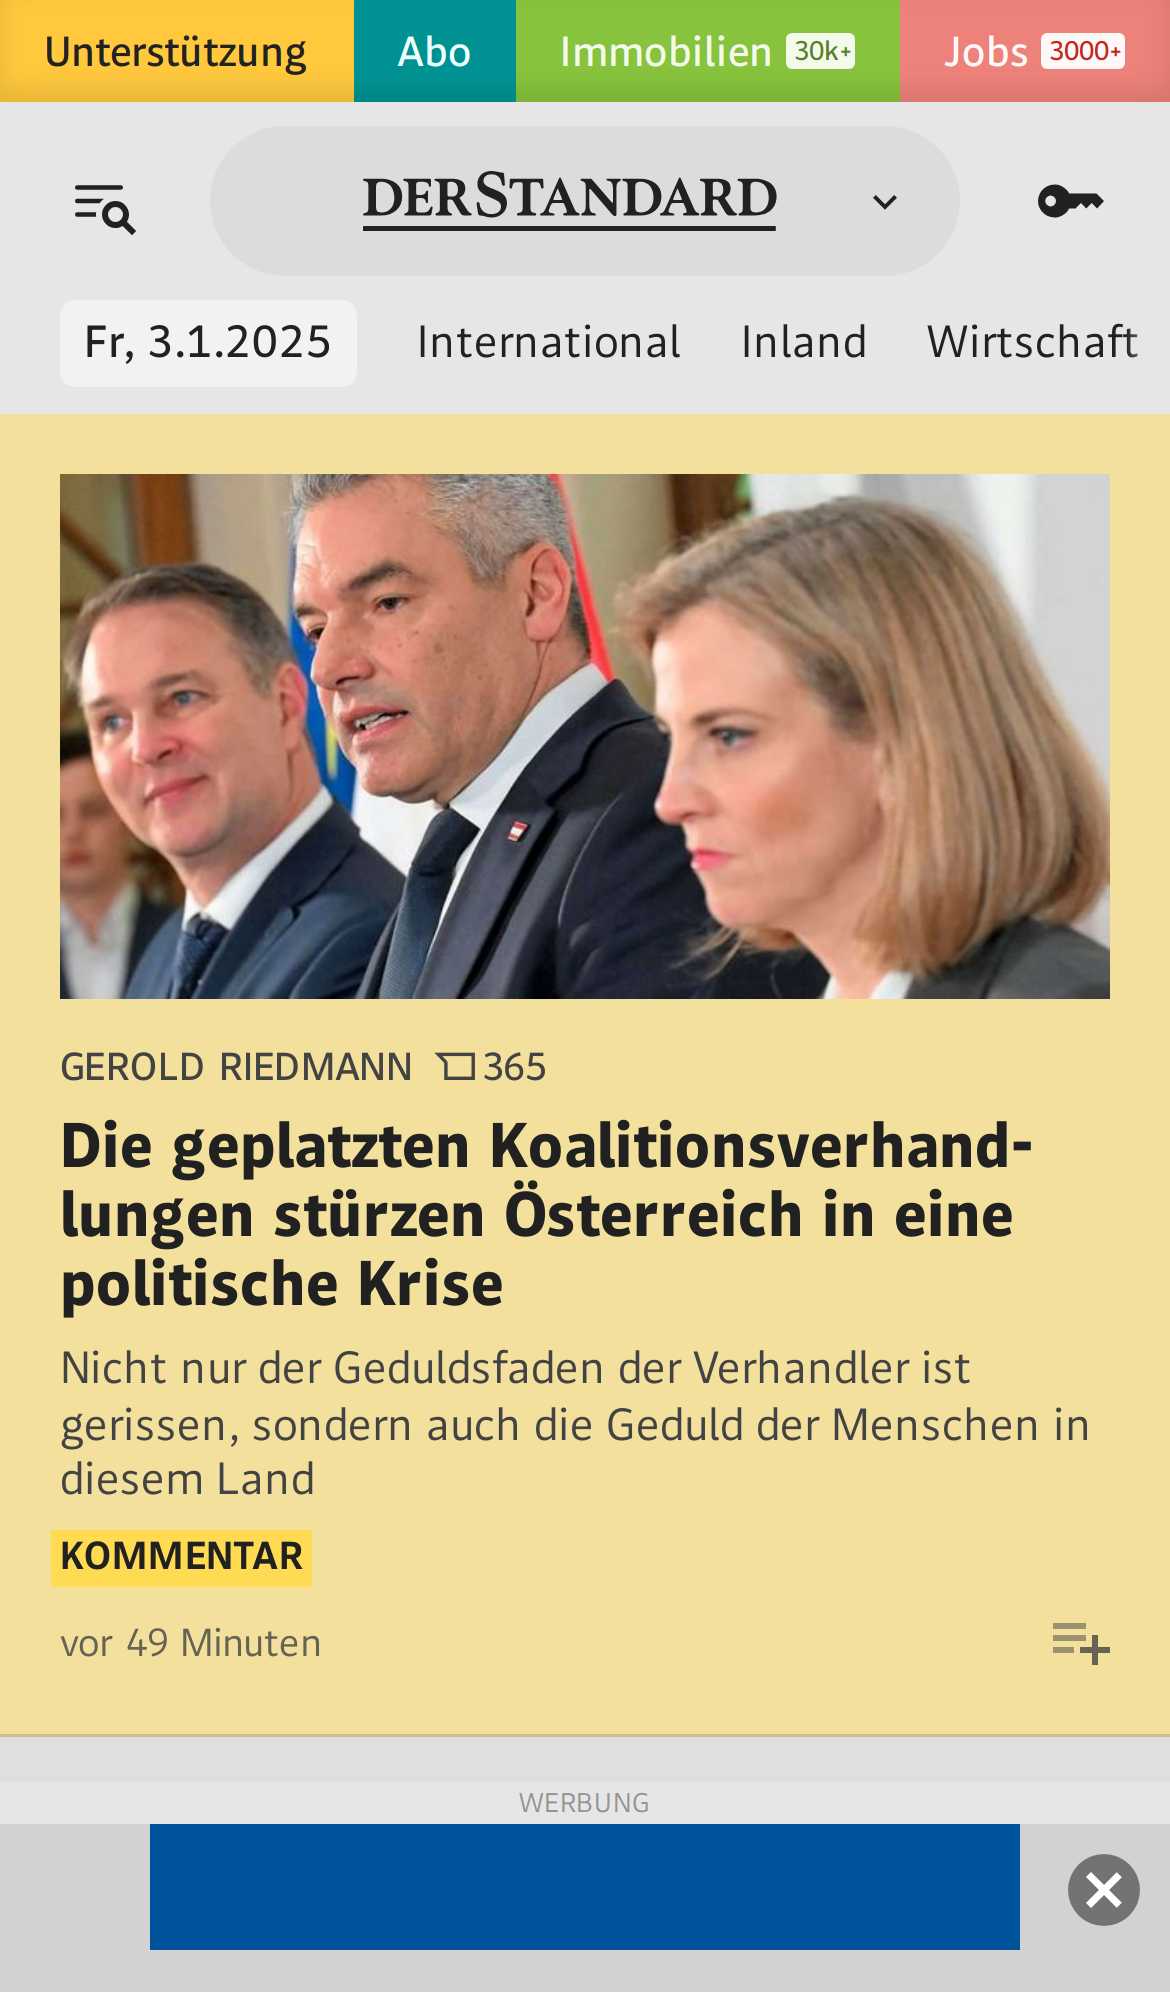 Unterstützung
Abo
Immobilien 30k+
Jobs 3000+
DERSTANDARD
Fr, 3.1.2025
International
Inland
Wirtschaft
GEROLD RIEDMANN 365
Die geplatzten Koalitionsverhand-
lungen stürzen Österreich in eine
politische Krise
Nicht nur der Geduldsfaden der Verhandler ist
gerissen, sondern auch die Geduld der Menschen in
diesem Land
KOMMENTAR
vor 49 Minuten
WERBUNG